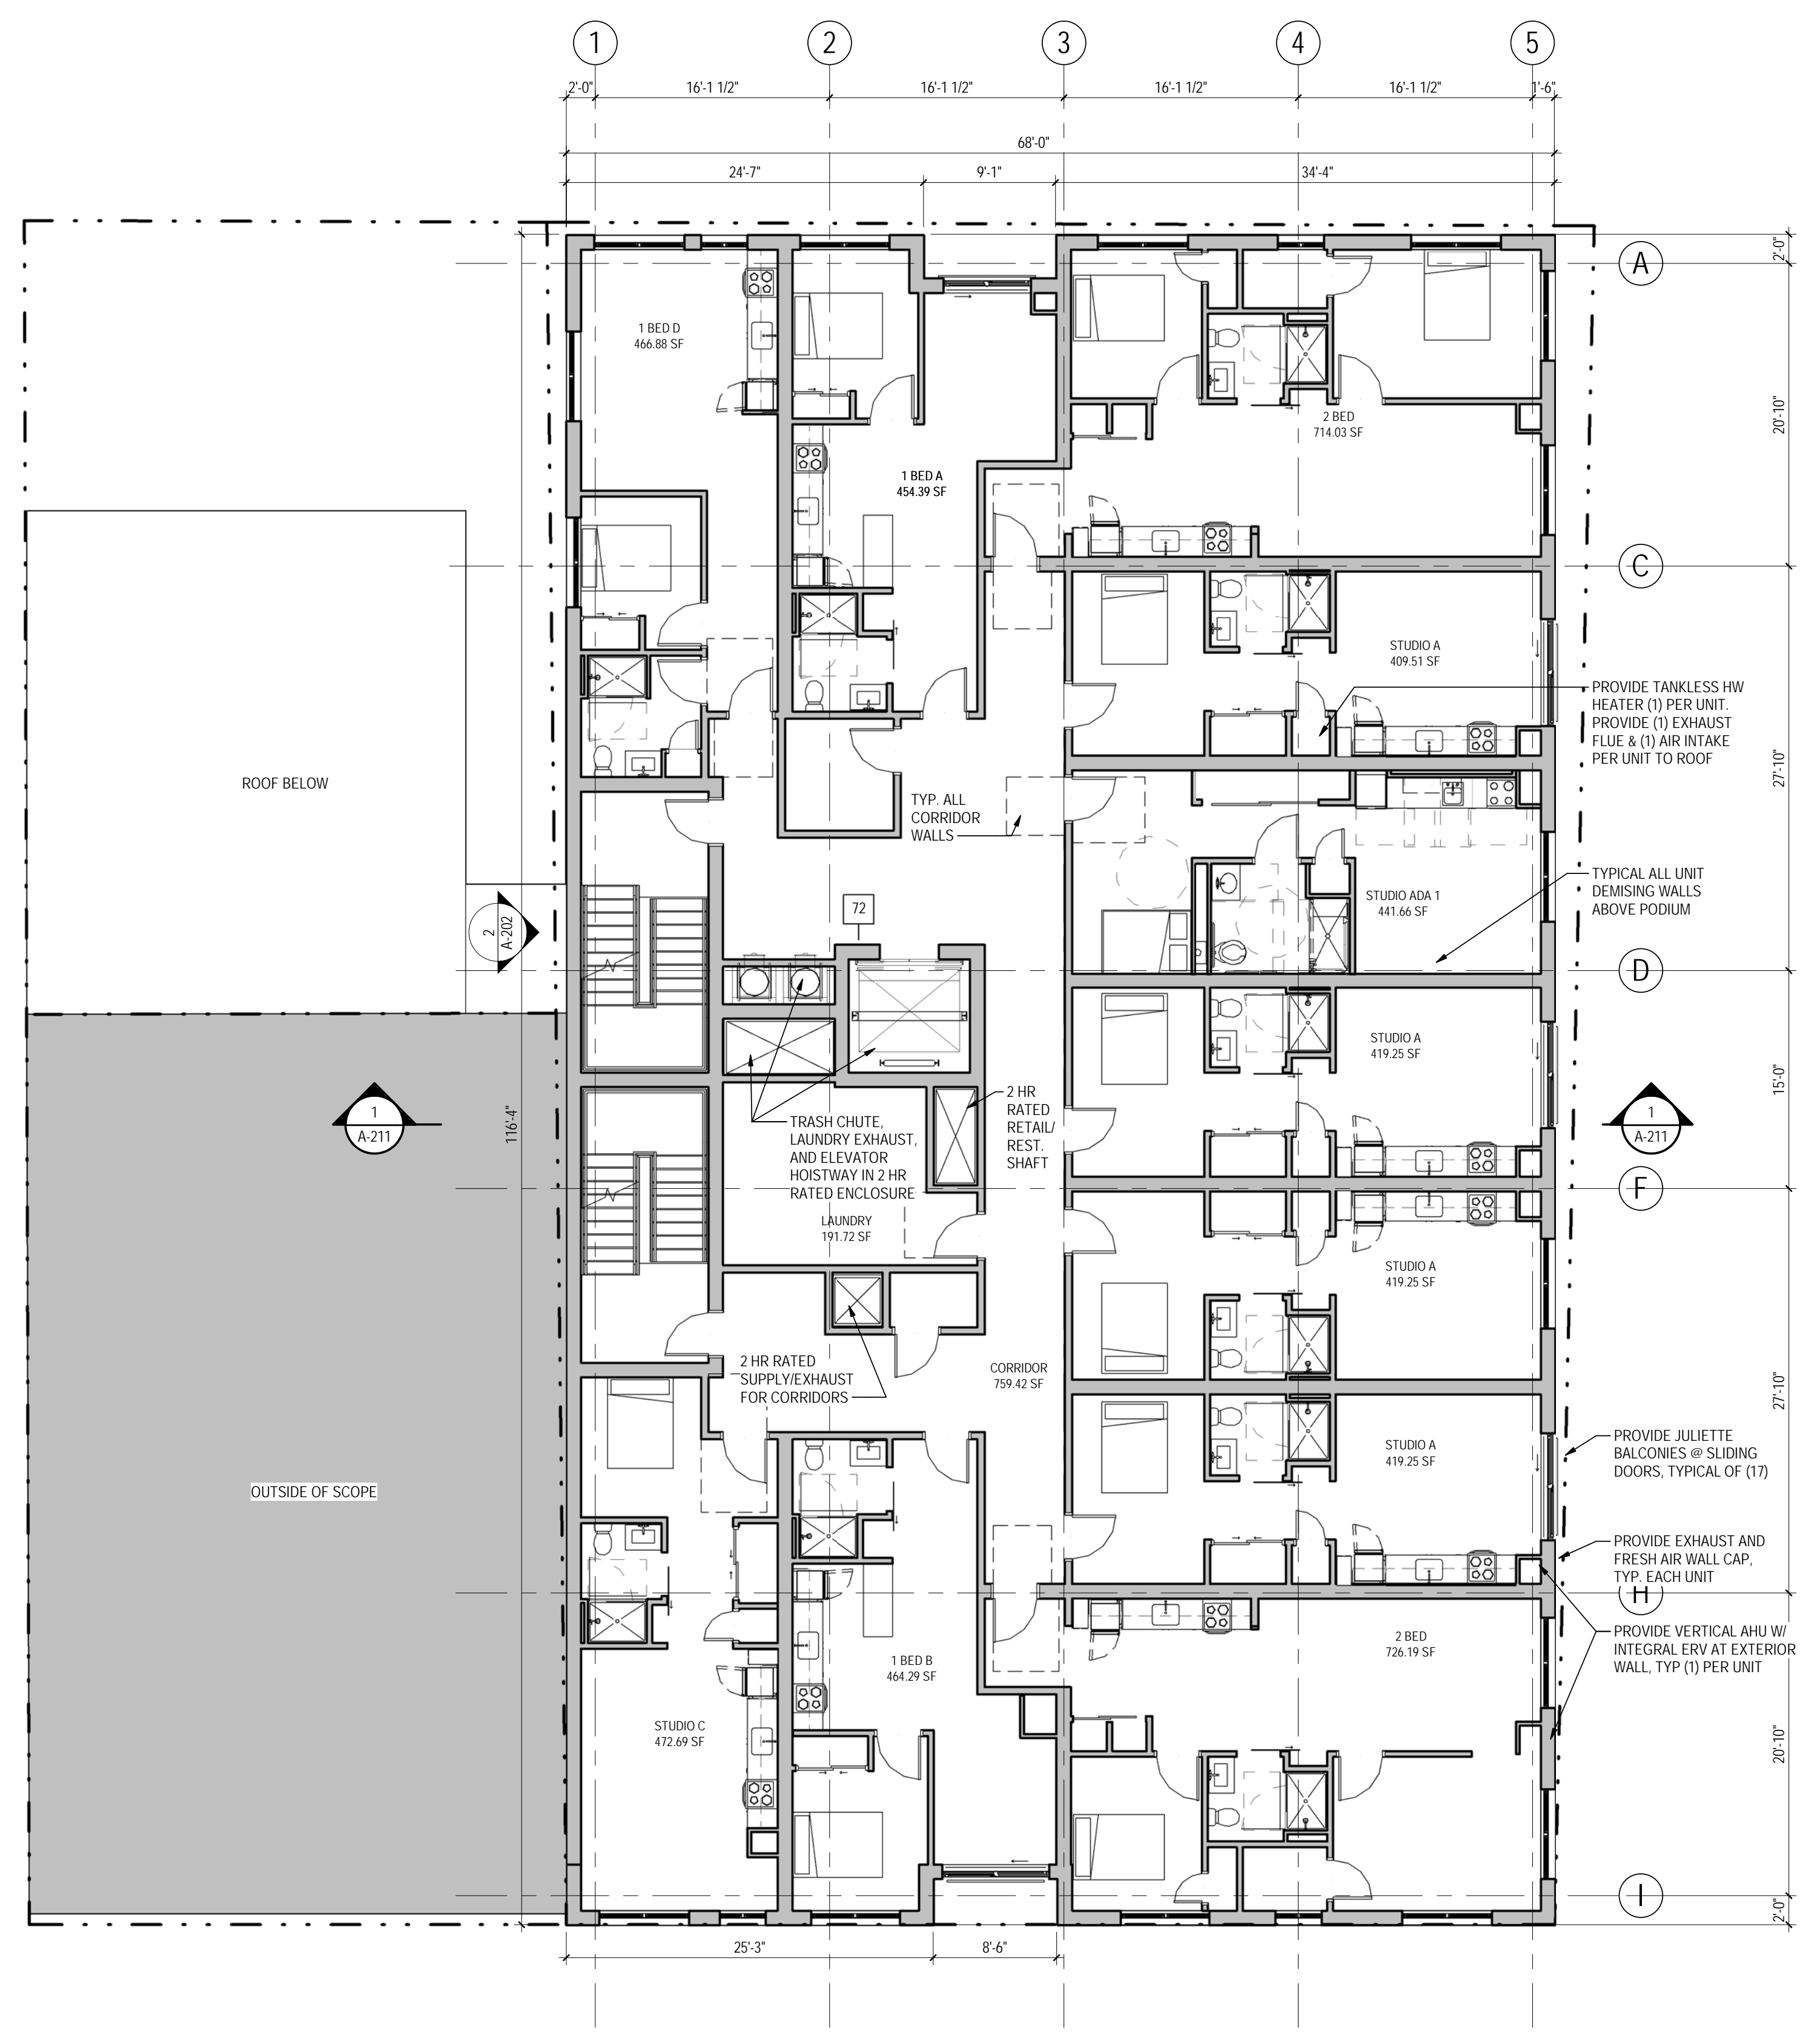 1
2
3
4
5
2'-0"
16'-1 1/2"
16'-1 1/2"
16'-1 1/2"
16'-1 1/2"
1'-6"
68'-0"
24'-7"
9'-1"
34'-4"
A
2'-0"
1 BED D
466.88 SF
2 BED
714.03 SF
20'-10"
1 BED A
454.39 SF
C
STUDIO A
409.51 SF
PROVIDE TANKLESS HW
HEATER (1) PER UNIT.
PROVIDE (1) EXHAUST
FLUE & (1) AIR INTAKE
PER UNIT TO ROOF
ROOF BELOW
27'-10"
TYP. ALL
CORRIDOR
WALLS
TYPICAL ALL UNIT
DEMISING WALLS
ABOVE PODIUM
STUDIO ADA 1
441.66 SF
72
2
A-202
D
STUDIO A
419.25 SF
15'-0"
1
A-211
116'-4"
2 HR
RATED
RETAIL/
REST.
SHAFT
1
A-211
TRASH CHUTE,
LAUNDRY EXHAUST,
AND ELEVATOR
HOISTWAY IN 2 HR
RATED ENCLOSURE
F
LAUNDRY
191.72 SF
STUDIO A
419.25 SF
2 HR RATED
SUPPLY/EXHAUST
FOR CORRIDORS
CORRIDOR
759.42 SF
27'-10"
STUDIO A
419.25 SF
PROVIDE JULIETTE
BALCONIES @ SLIDING
DOORS, TYPICAL OF (17)
OUTSIDE OF SCOPE
PROVIDE EXHAUST AND
FRESH AIR WALL CAP,
TYP. EACH UNIT
H
PROVIDE VERTICAL AHU W/
INTEGRAL ERV AT EXTERIOR
WALL, TYP (1) PER UNIT
2 BED
726.19 SF
1 BED B
464.29 SF
STUDIO C
472.69 SF
20'-10"
I
2'-0"
25'-3"
8'-6"